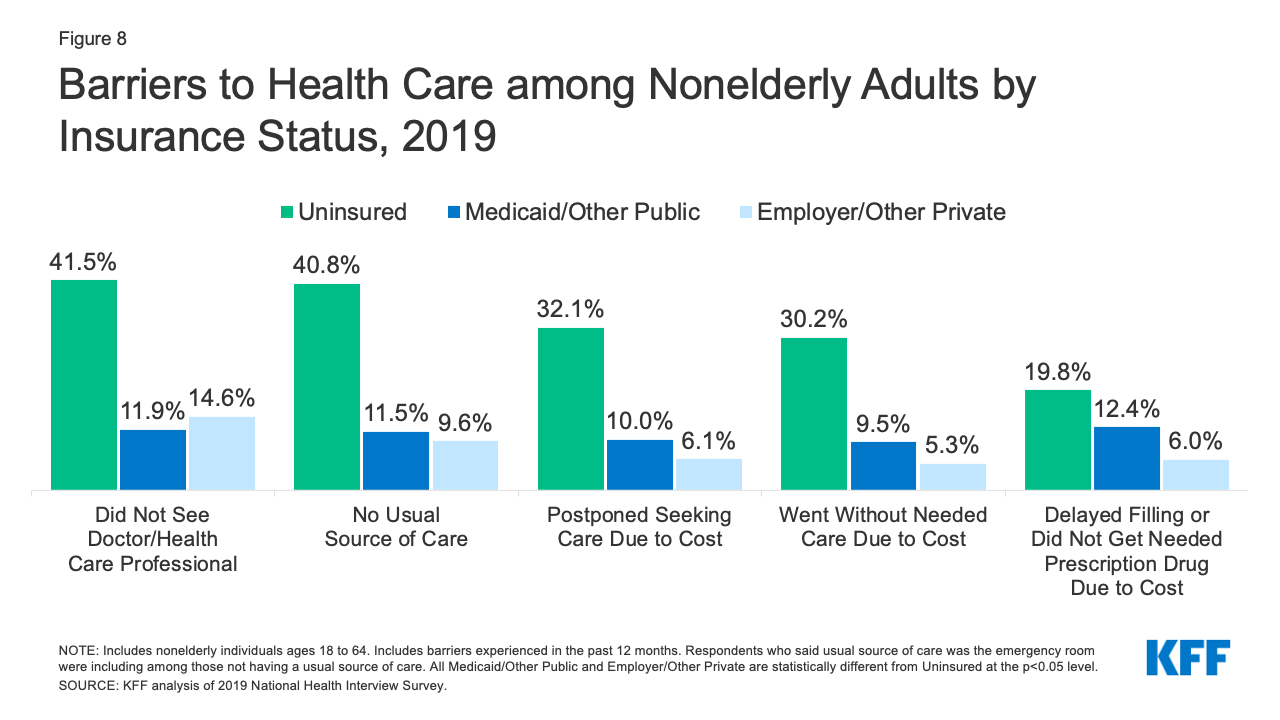 Figure 8
Barriers to Health Care among Nonelderly Adults by
Insurance Status, 2019
Uninsured Medicaid/Other Public Employer/Other Private
41.5% 11.9% 14.6%
40.8% 11.5% 9.6%
32.1% 10.0% 6.1%
30.2% 9.5% 5.3%
19.8% 12.4% 6.0%
Did Not See
Doctor/Health
Care Professional
No Usual
Source of Care
Postponed Seeking
Care Due to Cost
Went Without Needed
Care Due to Cost
Delayed Filling or
Did Not Get Needed
Prescription Drug
Due to Cost
NOTE: Includes nonelderly individuals ages 18 to 64. Includes barriers experienced in the past 12 months. Respondents who said usual source of care was the emergency room
were including among those not having a usual source of care. All Medicaid/Other Public and Employer/Other Private are statistically different from Uninsured at the p<0.05 level.
SOURCE: KFF analysis of 2019 National Health Interview Survey.
KFF